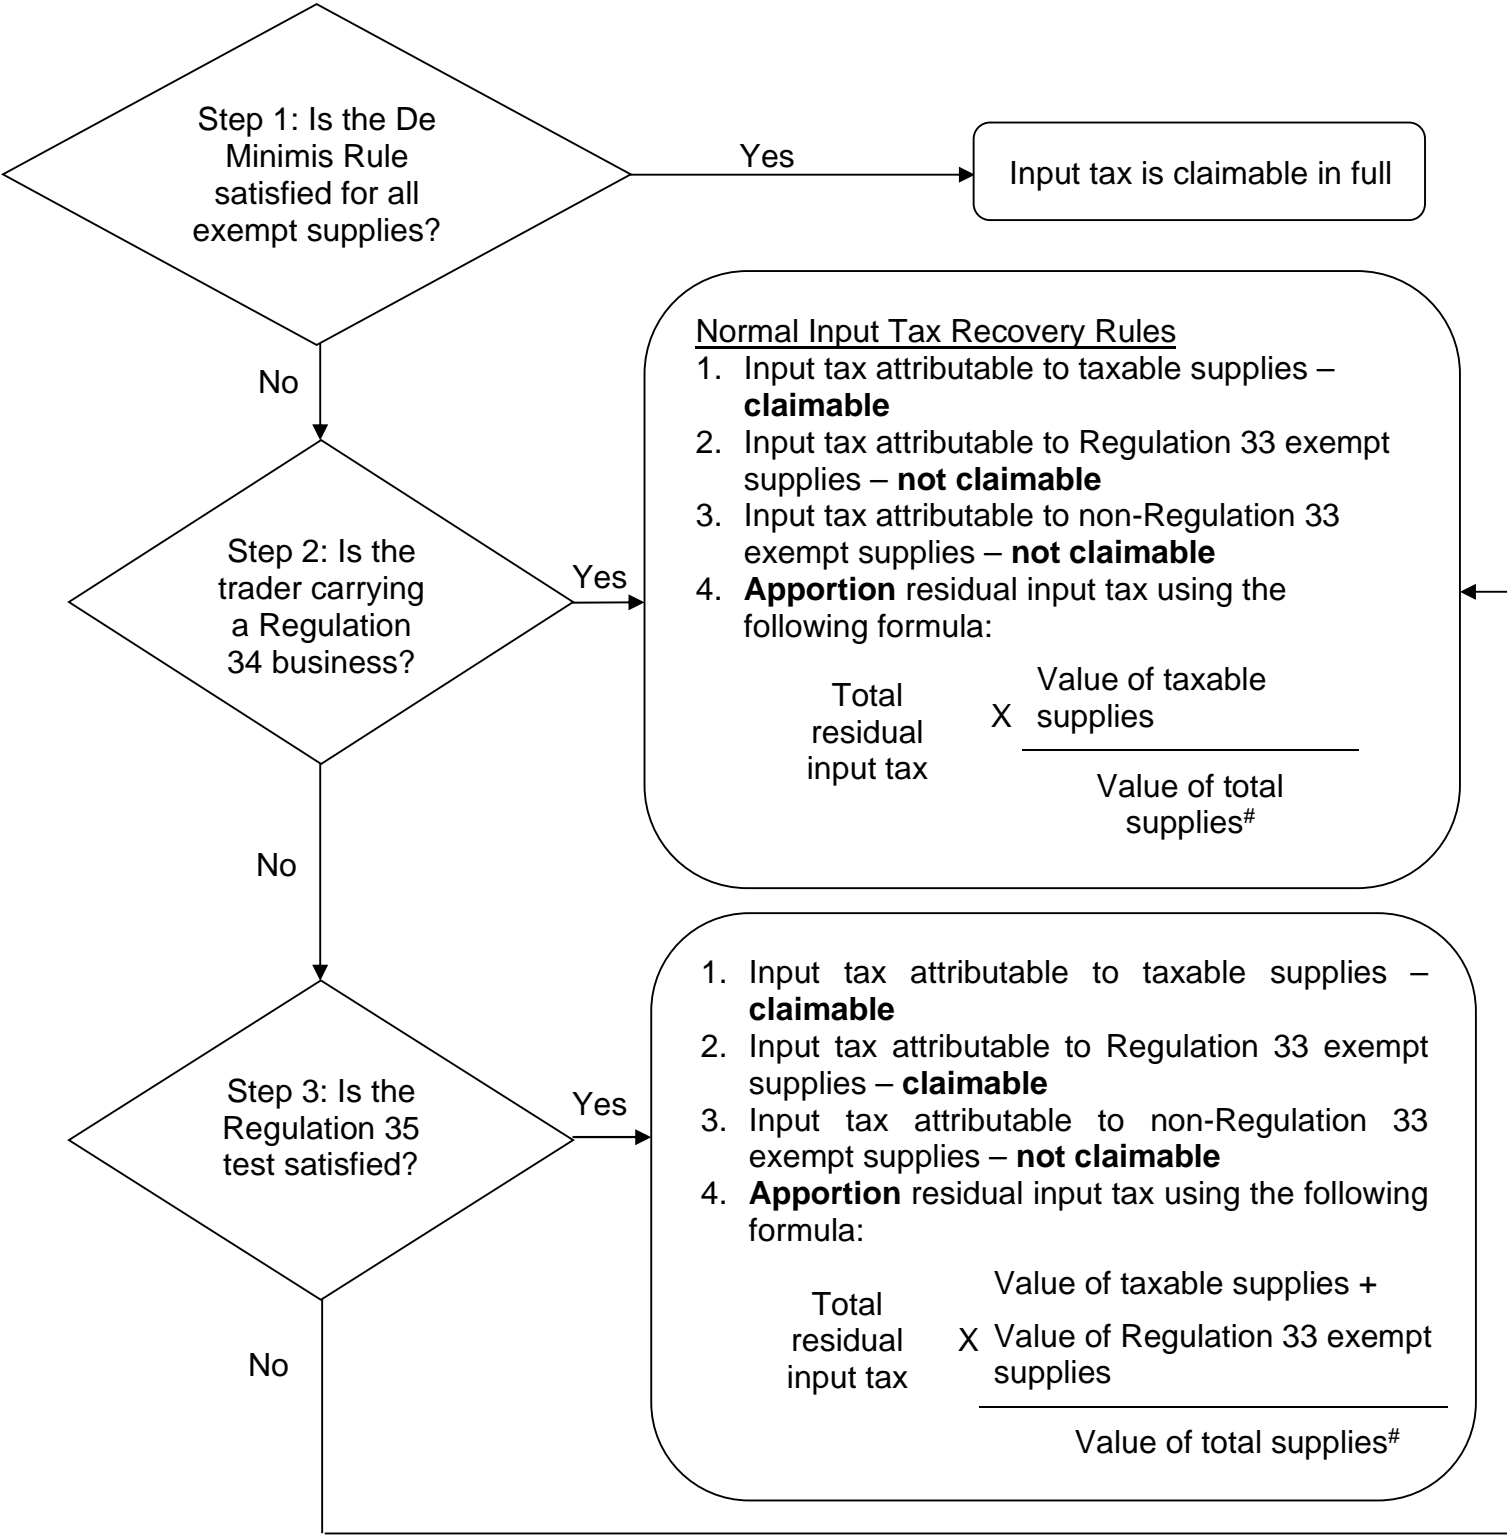 Step 1: Is the De
Minimis Rule
satisfied for all
exempt supplies?
Yes
Input tax is claimable in full
No
Normal Input Tax Recovery Rules
1. Input tax attributable to taxable supplies –
claimable
2. Input tax attributable to Regulation 33 exempt
supplies – not claimable
3. Input tax attributable to non-Regulation 33
exempt supplies – not claimable
4. Apportion residual input tax using the
following formula:
Total
residual
input tax
X
Value of taxable
supplies
Value of total
supplies#
Step 2: Is the
trader carrying
a Regulation
34 business?
Yes
No
1. Input tax attributable to taxable supplies –
claimable
2. Input tax attributable to Regulation 33 exempt
supplies – claimable
3. Input tax attributable to non-Regulation 33
exempt supplies – not claimable
4. Apportion residual input tax using the following
formula:
Total
residual
input tax
X
Value of taxable supplies +
Value of Regulation 33 exempt
supplies
Value of total supplies#
Step 3: Is the
Regulation 35
test satisfied?
Yes
No